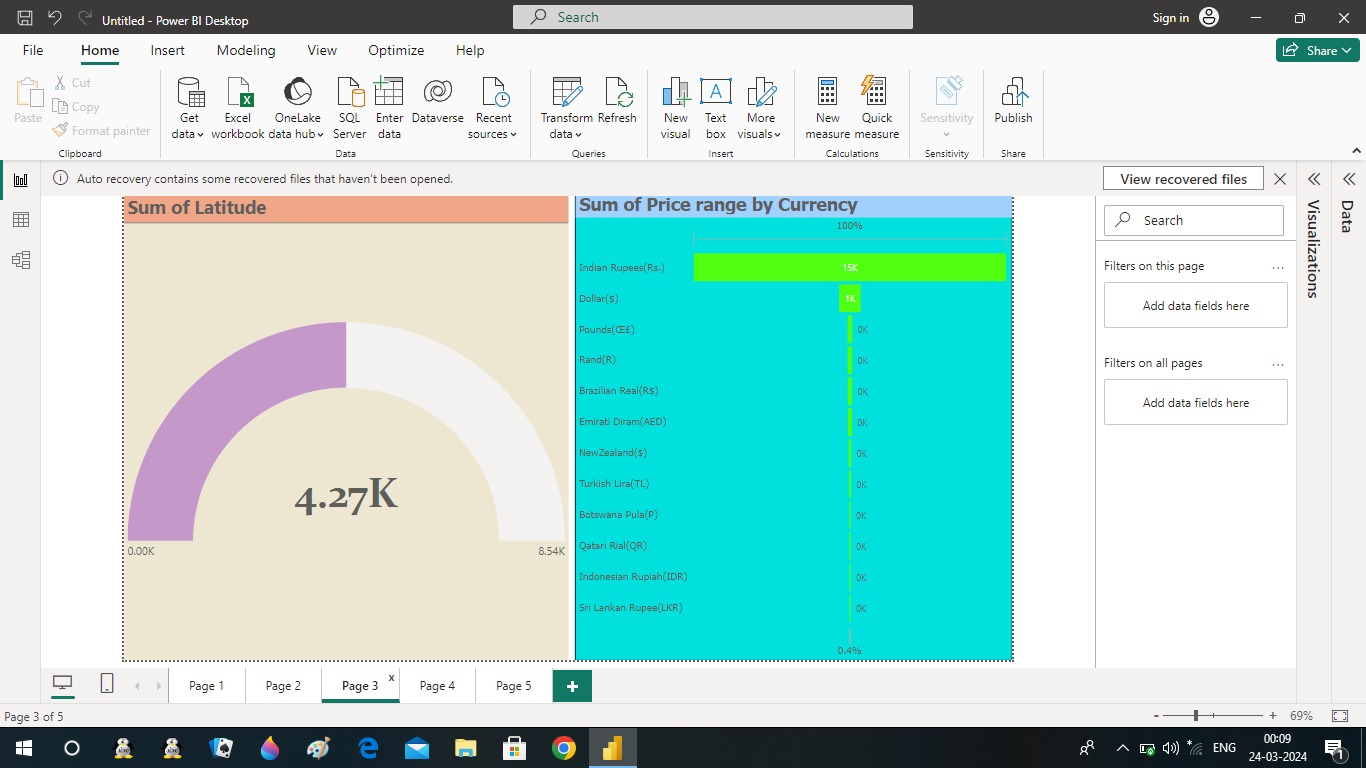 Untitled - Power BI Desktop
Search
Sign in
File Home Insert Modeling View Optimize Help
Share
Paste
Cut
Copy
Format painter
Clipboard
Get data
Excel workbook
OneLake data hub
SQL Server
Enter data
Dataverse
Recent sources
Data
Transform data
Refresh
Queries
New visual
Text box
More visuals
Insert
New measure
Quick measure
Calculations
Sensitivity
Sensitivity
Publish
Share
Auto recovery contains some recovered files that haven't been opened.
View recovered files
Sum of Latitude
4.27K
0.00K
8.54K
Sum of Price range by Currency
100%
Indian Rupees(Rs.) 15K
Dollar($) 1K
Pounds(Œ£) 0K
Rand(R) 0K
Brazilian Real(R$) 0K
Emirati Diram(AED) 0K
NewZealand($) 0K
Turkish Lira(TL) 0K
Botswana Pula(P) 0K
Qatari Rial(QR) 0K
Indonesian Rupiah(IDR) 0K
Sri Lankan Rupee(LKR) 0K
0.4%
Search
Filters on this page ...
Add data fields here
Filters on all pages ...
Add data fields here
Visualizations
Data
Page 1 Page 2 Page 3 x Page 4 Page 5 +
Page 3 of 5
- + 69%
ENG
00:09
24-03-2024
1